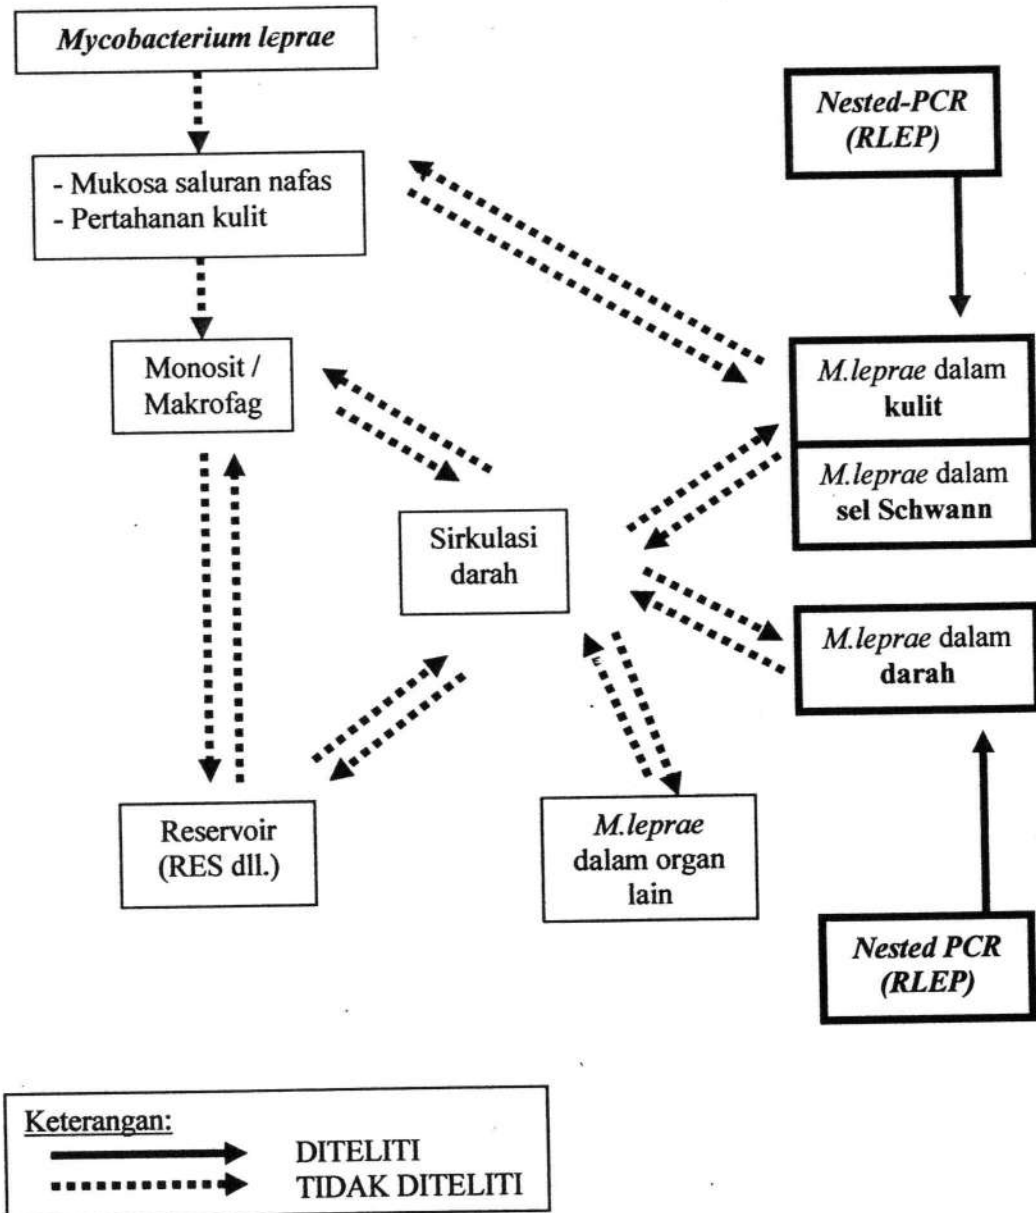 Mycobacterium leprae
- Mukosa saluran nafas
- Pertahanan kulit
Monosit /
Makrofag
Sirkulasi
darah
Reservoir
(RES dll.)
M.leprae
dalam organ
lain
Nested-PCR
(RLEP)
M.leprae dalam
kulit
M.leprae dalam
sel Schwann
M.leprae dalam
darah
Nested PCR
(RLEP)
Keterangan:
DITELITI
TIDAK DITELITI